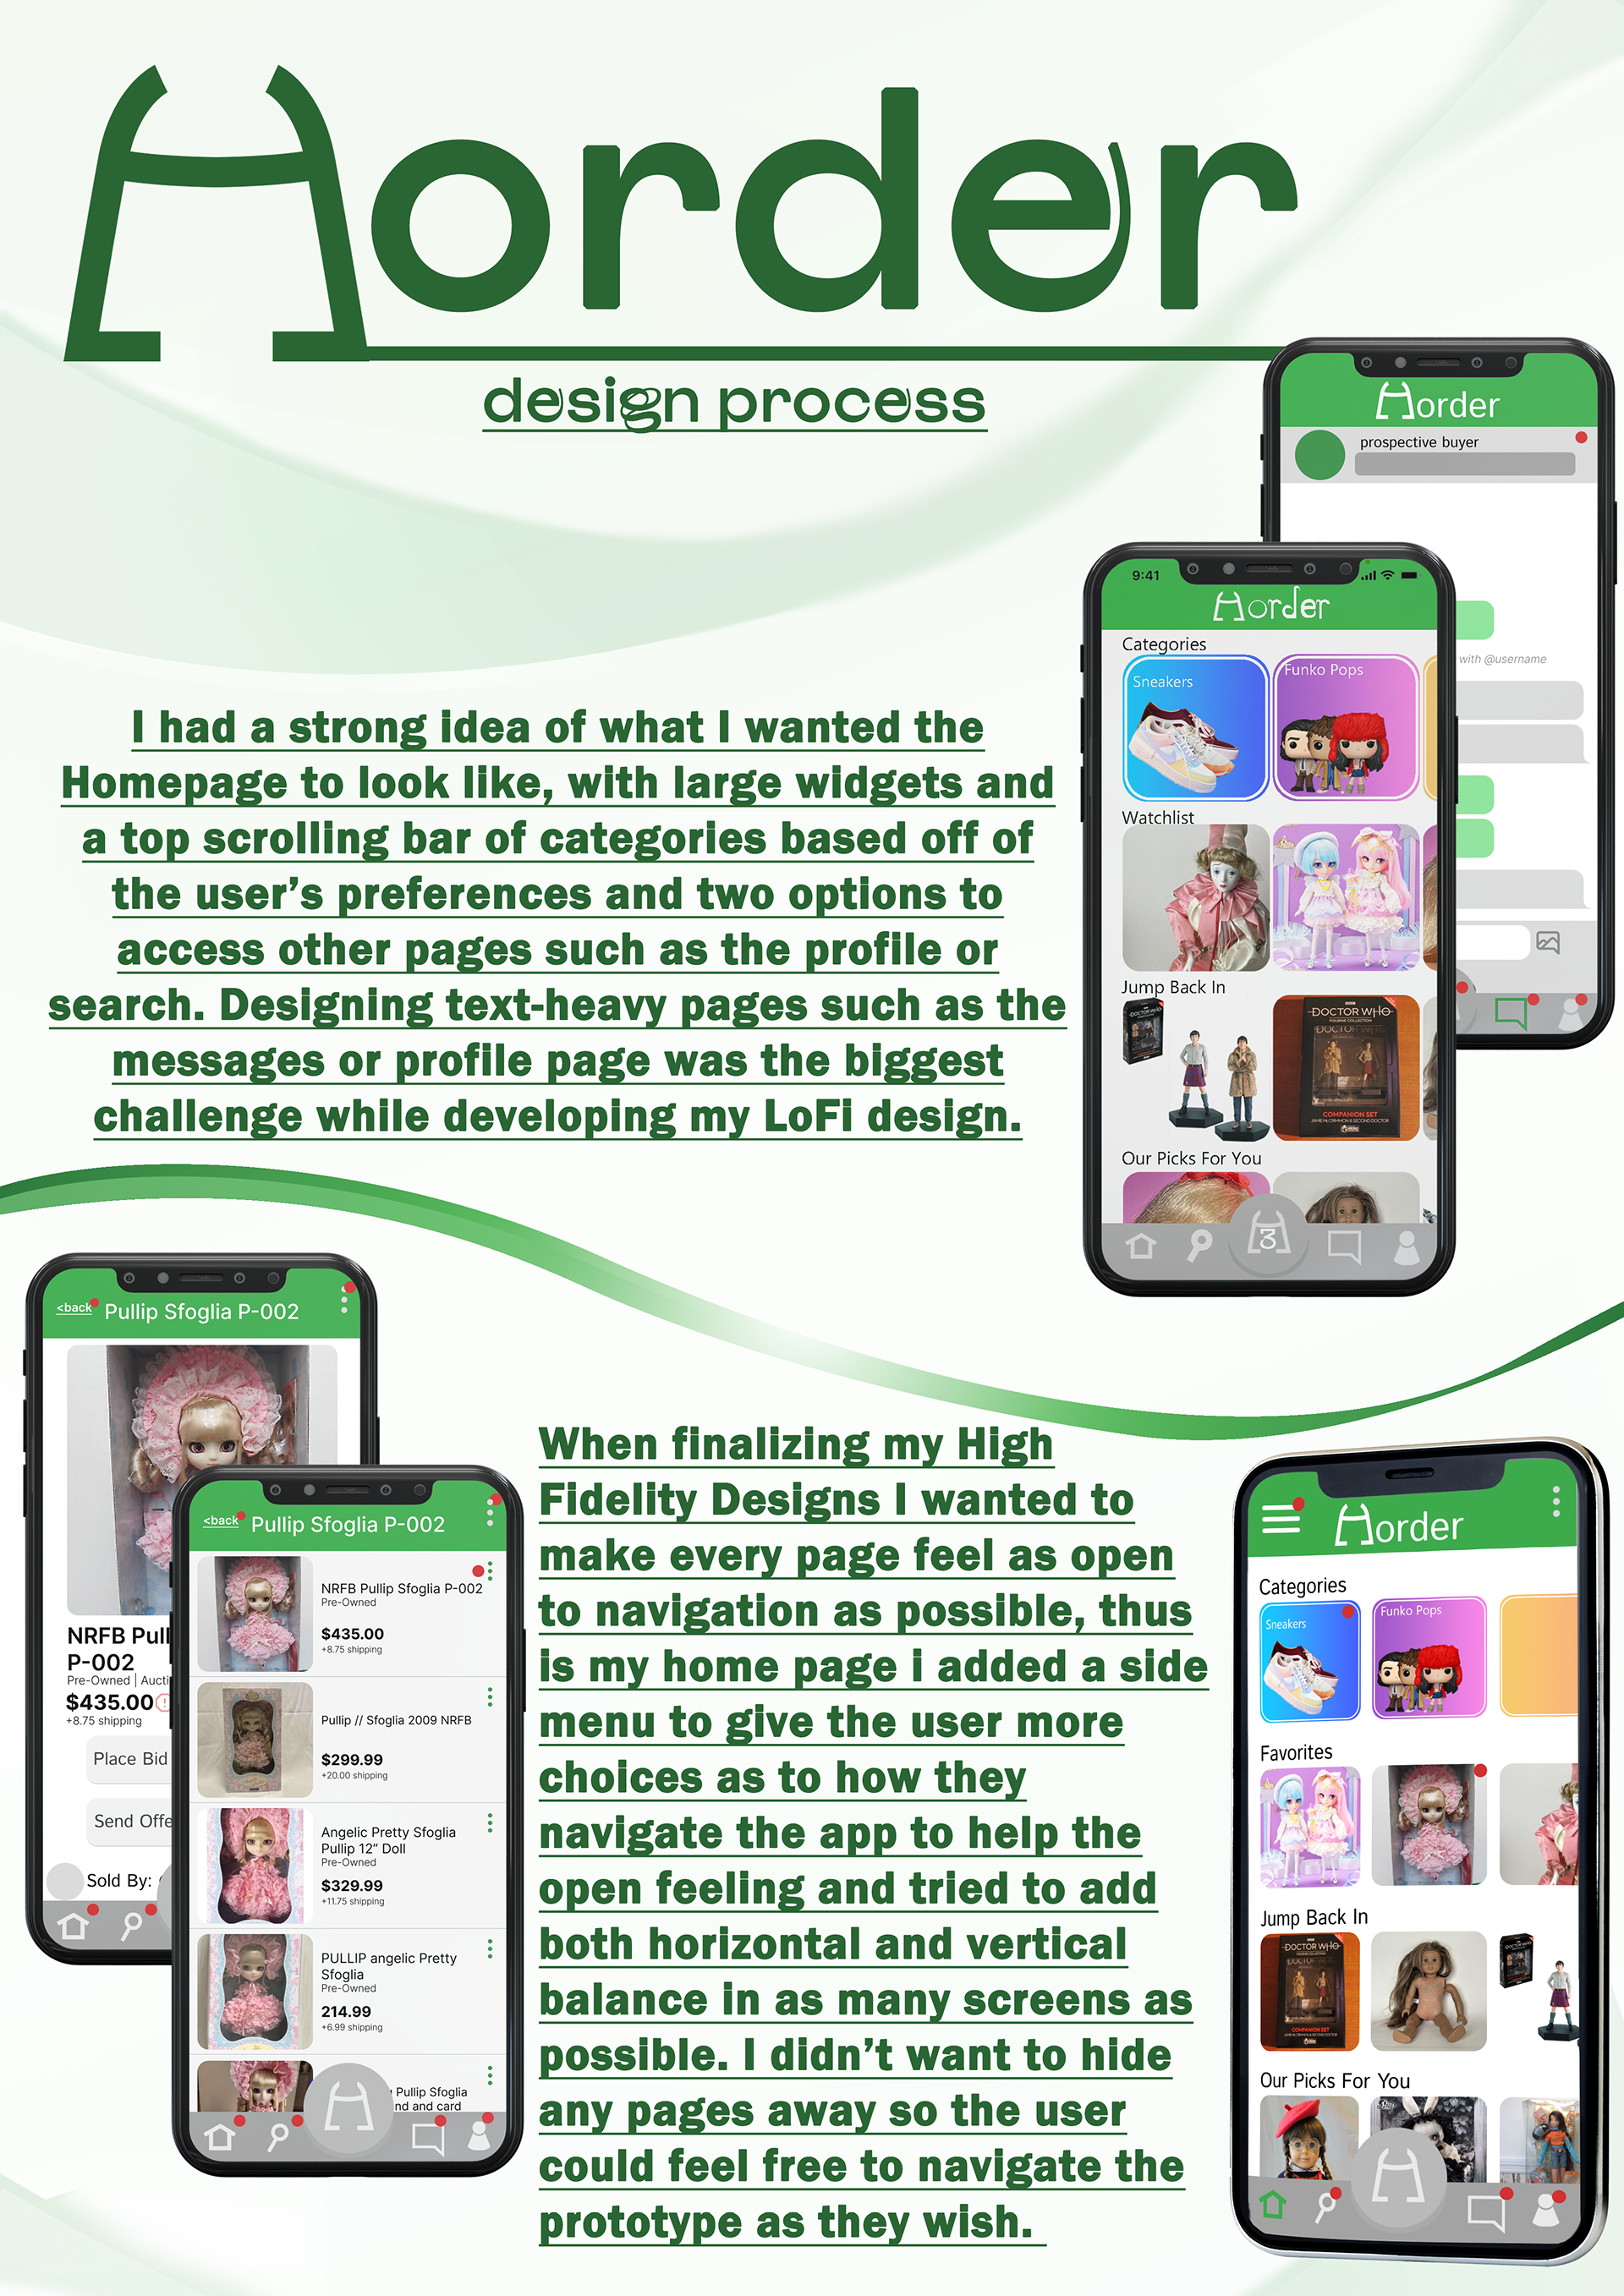 Horder
design process
Horder
prospective buyer
with @username
9:41
Horder
Categories
Sneakers
Funko Pops
Watchlist
Jump Back In
DOCTOR WHO
FIGURINE COLLECTION
DOCTOR WHO
COMPANION SET
JAMIE McCRIMMON & SECOND DOCTOR
Our Picks For You
3
I had a strong idea of what I wanted the
Homepage to look like, with large widgets and
a top scrolling bar of categories based off of
the user's preferences and two options to
access other pages such as the profile or
search. Designing text-heavy pages such as the
messages or profile page was the biggest
challenge while developing my LoFi design.
<back Pullip Sfoglia P-002
NRFB Pull
P-002
Pre-Owned | Aucti
$435.00
+8.75 shipping
Place Bid
Send Offe
Sold By:
<back Pullip Sfoglia P-002
NRFB Pullip Sfoglia P-002
Pre-Owned
$435.00
+8.75 shipping
Pullip // Sfoglia 2009 NRFB
$299.99
+20.00 shipping
Angelic Pretty Sfoglia
Pullip 12" Doll
Pre-Owned
$329.99
+11.75 shipping
PULLIP angelic Pretty
Sfoglia
Pre-Owned
214.99
+6.99 shipping
Pullip Sfoglia
nd and card
When finalizing my High
Fidelity Designs I wanted to
make every page feel as open
to navigation as possible, thus
is my home page i added a side
menu to give the user more
choices as to how they
navigate the app to help the
open feeling and tried to add
both horizontal and vertical
balance in as many screens as
possible. I didn't want to hide
any pages away so the user
could feel free to navigate the
prototype as they wish.
Horder
Categories
Sneakers
Funko Pops
Favorites
Jump Back In
DOCTOR WHO
DOCTOR WHO
COMPANION SET
Our Picks For You